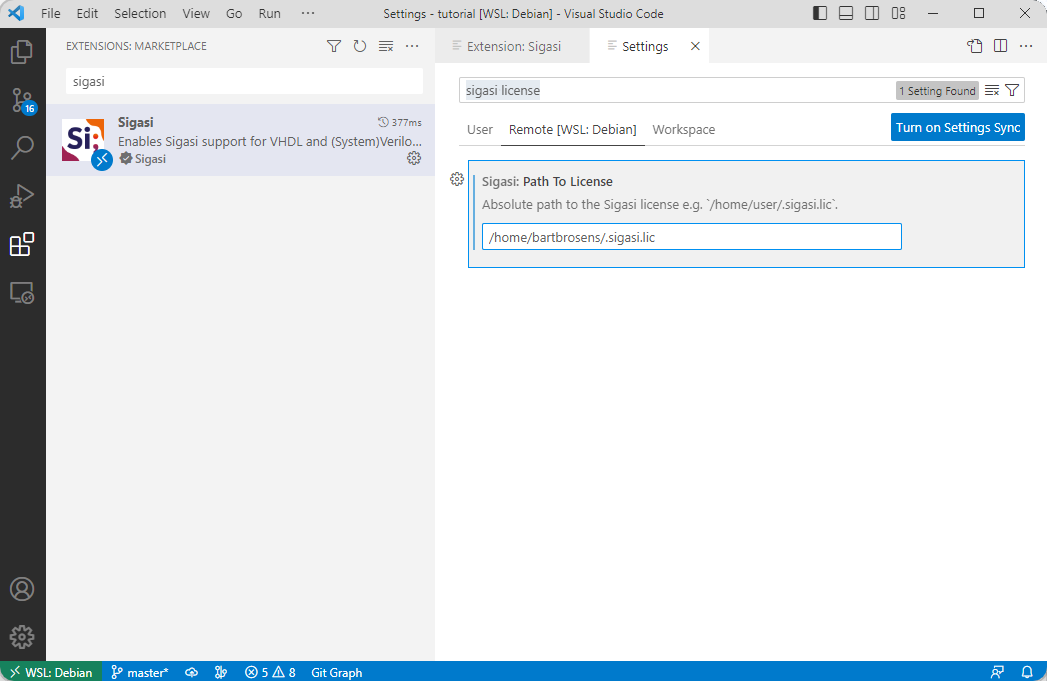 File Edit Selection View Go Run ··· Settings - tutorial [WSL: Debian] - Visual Studio Code
EXTENSIONS: MARKETPLACE
sigasi
16
Si:
Sigasi 377ms
Enables Sigasi support for VHDL and (System)Verilo...
Sigasi
Extension: Sigasi Settings
sigasi license 1 Setting Found
User Remote [WSL: Debian] Workspace Turn on Settings Sync
Sigasi: Path To License
Absolute path to the Sigasi license e.g. `/home/user/.sigasi.lic`.
/home/bartbrosens/.sigasi.lic
WSL: Debian master* 5 8 Git Graph